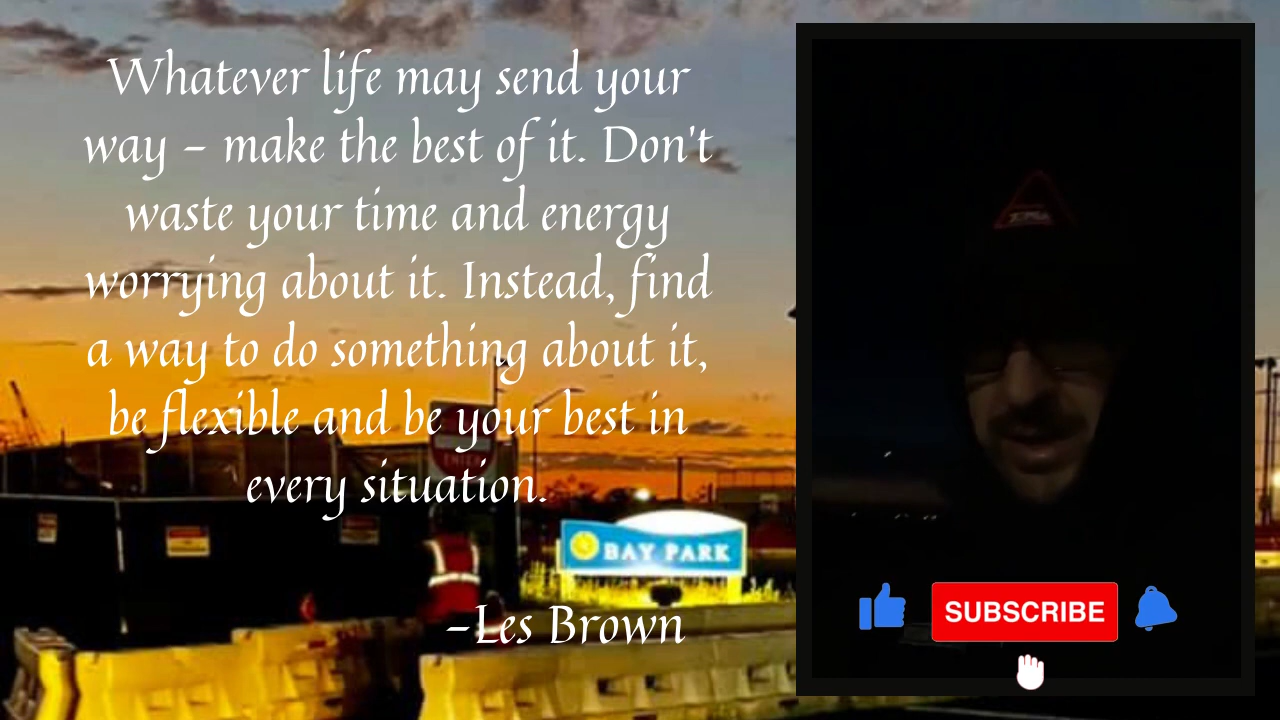 Whatever life may send your
way - make the best of it. Don't
waste your time and energy
worrying about it. Instead, find
a way to do something about it,
be flexible and be your best in
every situation.
BAY PARK
-Les Brown
SUBSCRIBE